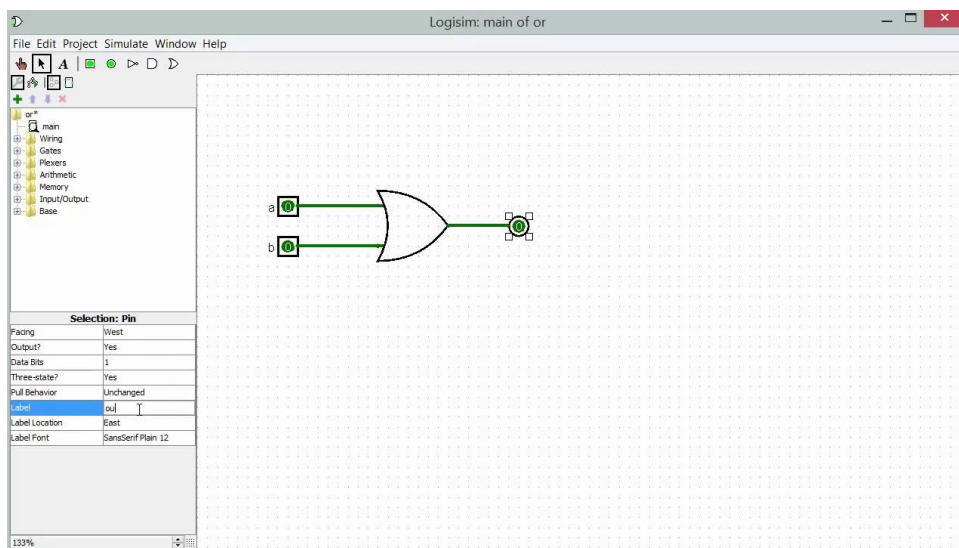 Logisim: main of or
File Edit Project Simulate Window Help
A
or*
main
Wiring
Gates
Plexers
Arithmetic
Memory
Input/Output
Base
a 0
0
b 0
Selection: Pin
Facing West
Output? Yes
Data Bits 1
Three-state? Yes
Pull Behavior Unchanged
Label ou
Label Location East
Label Font SansSerif Plain 12
133%